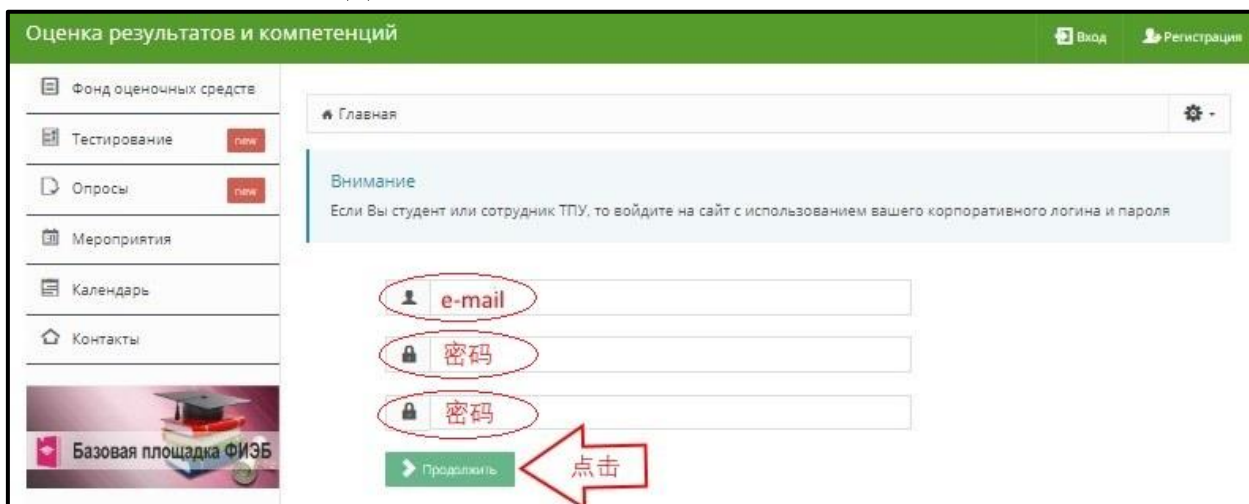 Оценка результатов и компетенций
Вход
Регистрация
Фонд оценочных средств
Главная
Тестирование
new
Внимание
Опросы
new
Если Вы студент или сотрудник ТПУ, то войдите на сайт с использованием вашего корпоративного логина и пароля
Мероприятия
Календарь
e-mail
Контакты
密码
密码
Базовая площадка ФИЭБ
Продолжить
点击